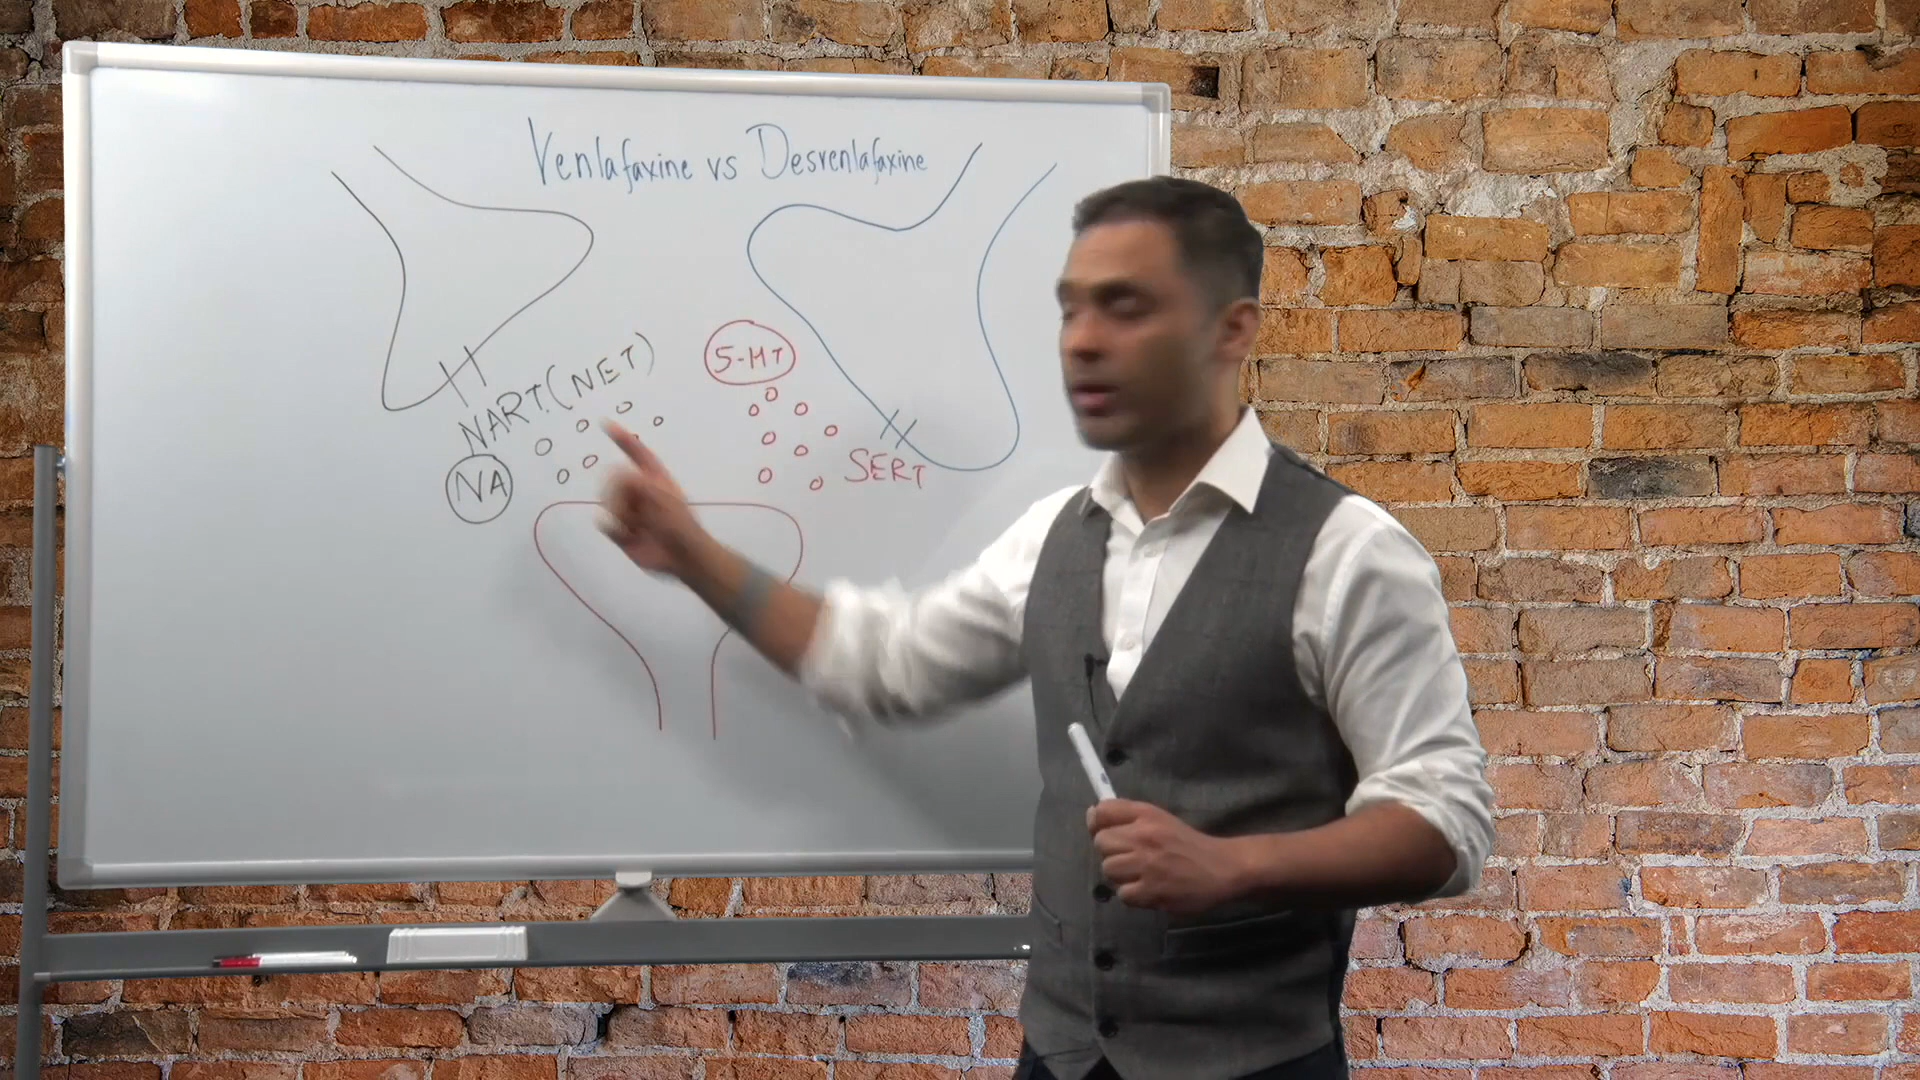 Venlafaxine vs Desvenlafaxine
NART.(NET)
5-HT
NA
SERT